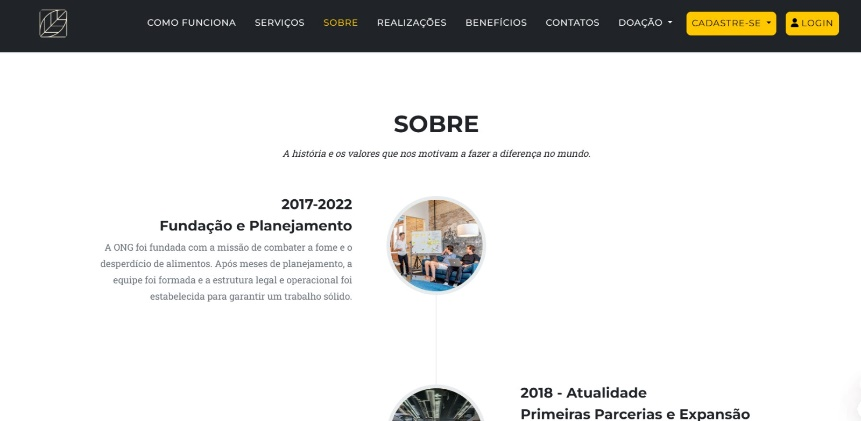 COMO FUNCIONA SERVIÇOS SOBRE REALIZAÇÕES BENEFÍCIOS CONTATOS DOAÇÃO CADASTRE-SE LOGIN
SOBRE
A história e os valores que nos motivam a fazer a diferença no mundo.
2017-2022
Fundação e Planejamento
A ONG foi fundada com a missão de combater a fome e o
desperdício de alimentos. Após meses de planejamento, a
equipe foi formada e a estrutura legal e operacional foi
estabelecida para garantir um trabalho sólido.
2018 - Atualidade
Primeiras Parcerias e Expansão